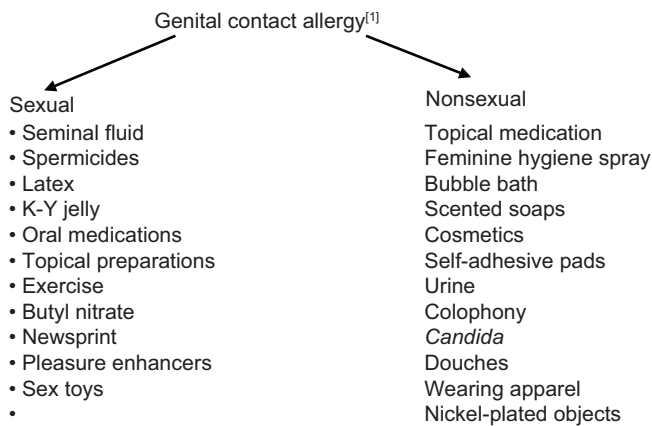 Genital contact allergy[1]
Sexual
• Seminal fluid
• Spermicides
• Latex
• K-Y jelly
• Oral medications
• Topical preparations
• Exercise
• Butyl nitrate
• Newsprint
• Pleasure enhancers
• Sex toys
•
Nonsexual
Topical medication
Feminine hygiene spray
Bubble bath
Scented soaps
Cosmetics
Self-adhesive pads
Urine
Colophony
Candida
Douches
Wearing apparel
Nickel-plated objects